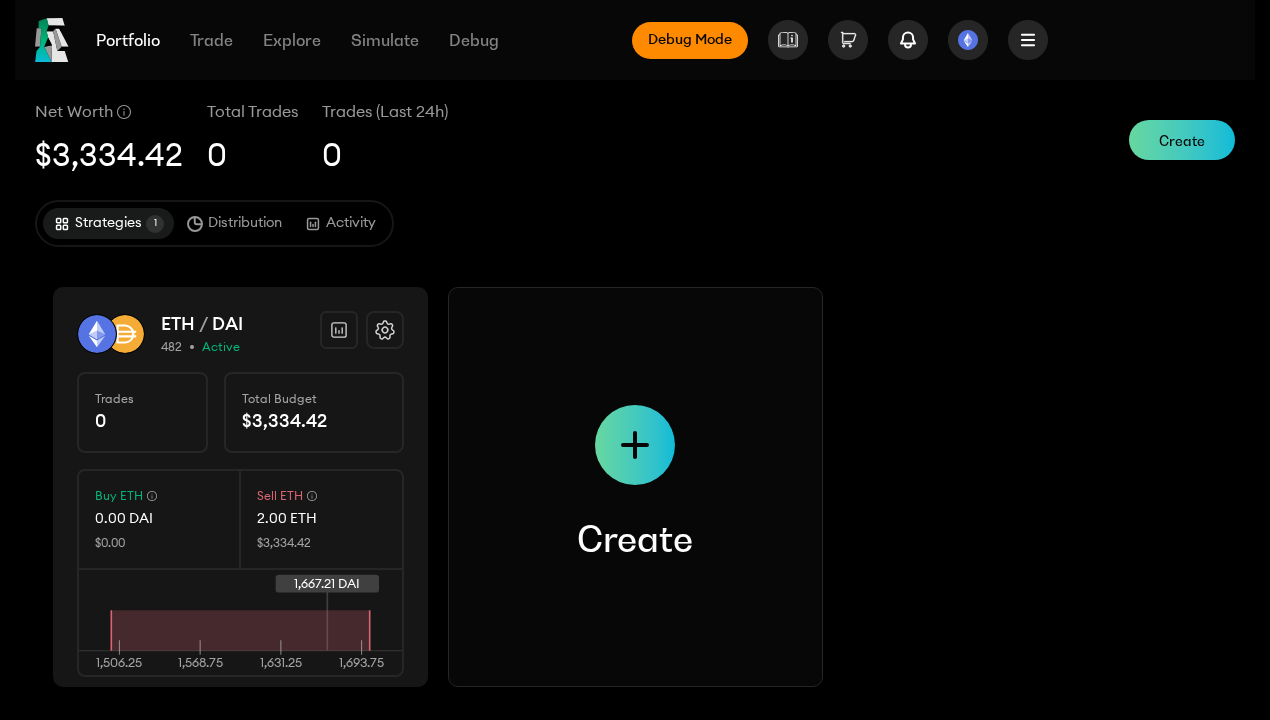 Portfolio Trade Explore Simulate Debug Debug Mode
Net Worth Total Trades Trades (Last 24h)
$3,334.42 0 0
Create
Strategies 1 Distribution Activity
ETH / DAI
482 • Active
Trades Total Budget
0 $3,334.42
Buy ETH Sell ETH
0.00 DAI 2.00 ETH
$0.00 $3,334.42
1,667.21 DAI
1,506.25 1,568.75 1,631.25 1,693.75
Create